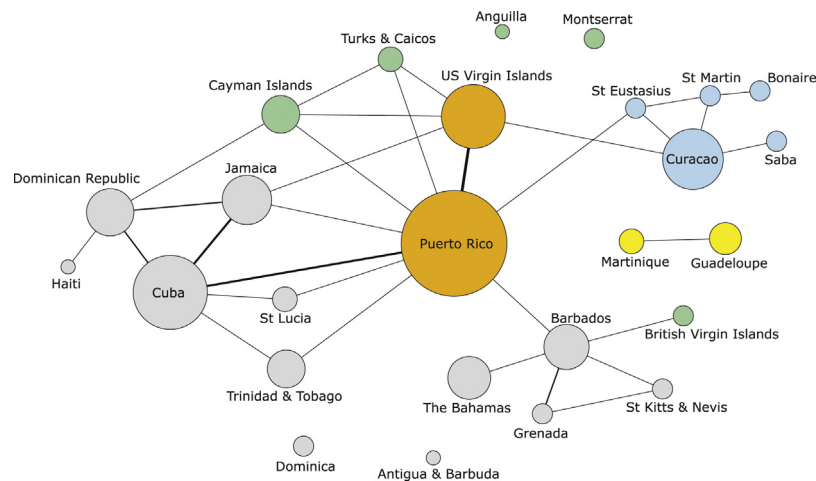 Anguilla
Montserrat
Turks & Caicos
US Virgin Islands
St Martin
Bonaire
Cayman Islands
St Eustasius
Jamaica
Curacao
Saba
Dominican Republic
Puerto Rico
Martinique
Guadeloupe
Haiti
Cuba
St Lucia
Barbados
British Virgin Islands
Trinidad & Tobago
The Bahamas
St Kitts & Nevis
Grenada
Dominica
Antigua & Barbuda